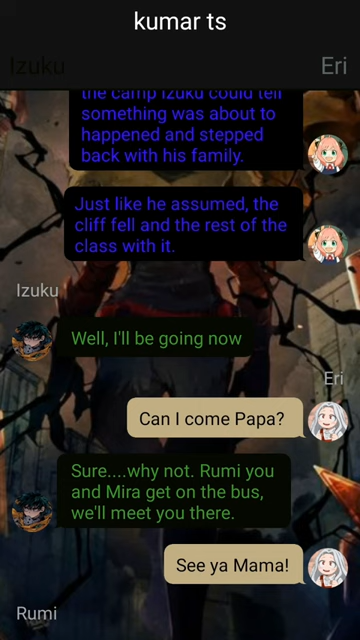 kumar ts
Izuku
Eri
the camp Izuku could tell
something was about to
happened and stepped
back with his family.
Just like he assumed, the
cliff fell and the rest of the
class with it.
Izuku
Well, I'll be going now
Eri
Can I come Papa?
Sure....why not. Rumi you
and Mira get on the bus,
we'll meet you there.
See ya Mama!
Rumi